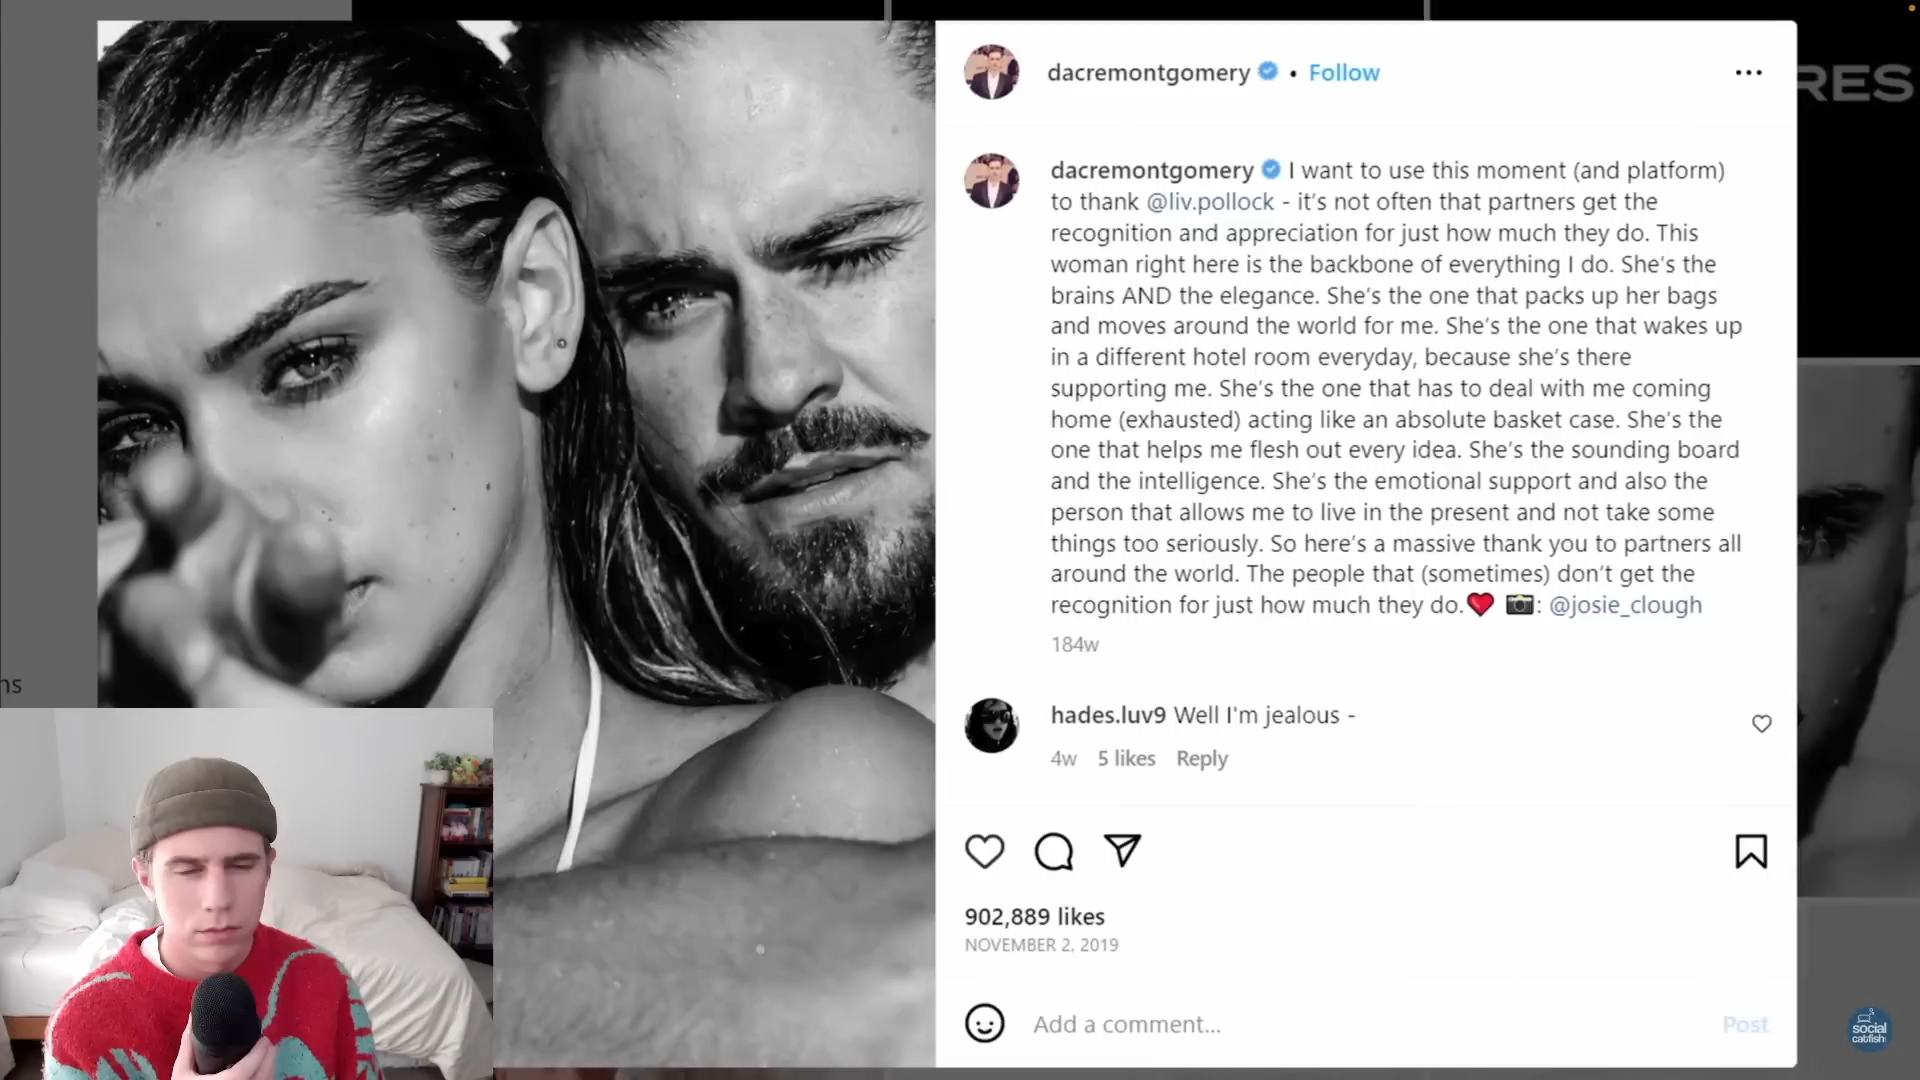 RES
dacremontgomery • Follow
dacremontgomery I want to use this moment (and platform)
to thank @liv.pollock - it's not often that partners get the
recognition and appreciation for just how much they do. This
woman right here is the backbone of everything I do. She's the
brains AND the elegance. She's the one that packs up her bags
and moves around the world for me. She's the one that wakes up
in a different hotel room everyday, because she's there
supporting me. She's the one that has to deal with me coming
home (exhausted) acting like an absolute basket case. She's the
one that helps me flesh out every idea. She's the sounding board
and the intelligence. She's the emotional support and also the
person that allows me to live in the present and not take some
things too seriously. So here's a massive thank you to partners all
around the world. The people that (sometimes) don't get the
recognition for just how much they do.❤️ 📷: @josie_clough
184w
ns
hades.luv9 Well I'm jealous -
4w 5 likes Reply
902,889 likes
NOVEMBER 2, 2019
Add a comment...
Post
social
catfish